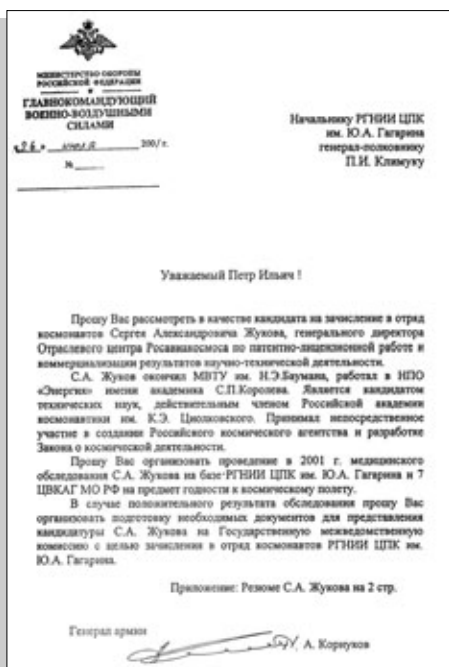 МИНИСТЕРСТВО ОБОРОНЫ
РОССИЙСКОЙ ФЕДЕРАЦИИ
ГЛАВНОКОМАНДУЮЩИЙ
ВОЕННО-ВОЗДУШНЫМИ
СИЛАМИ
«26» июля 2001 г.
№
Начальнику РГНИИ ЦПК
им. Ю.А. Гагарина
генерал-полковнику
П.И. Климуку
Уважаемый Петр Ильич !
Прошу Вас рассмотреть в качестве кандидата на зачисление в отряд
космонавтов Сергея Александровича Жукова, генерального директора
Отраслевого центра Росавиакосмоса по патентно-лицензионной работе и
коммерциализации результатов научно-технической деятельности.
С.А. Жуков окончил МВТУ им. Н.Э.Баумана, работал в НПО
«Энергия» имени академика С.П.Королева. Является кандидатом
технических наук, действительным членом Российской академии
космонавтики им. К.Э. Циолковского. Принимал непосредственное
участие в создании Российского космического агентства и разработке
Закона о космической деятельности.
Прошу Вас организовать проведение в 2001 г. медицинского
обследования С.А. Жукова на базе РГНИИ ЦПК им. Ю.А. Гагарина и 7
ЦВКАГ МО РФ на предмет годности к космическому полету.
В случае положительного результата обследования прошу Вас
организовать подготовку необходимых документов для представления
кандидатуры С.А. Жукова на Государственную межведомственную
комиссию с целью зачисления в отряд космонавтов РГНИИ ЦПК им.
Ю.А. Гагарина.
Приложение: Резюме С.А. Жукова на 2 стр.
Генерал армии
А. Корнуков